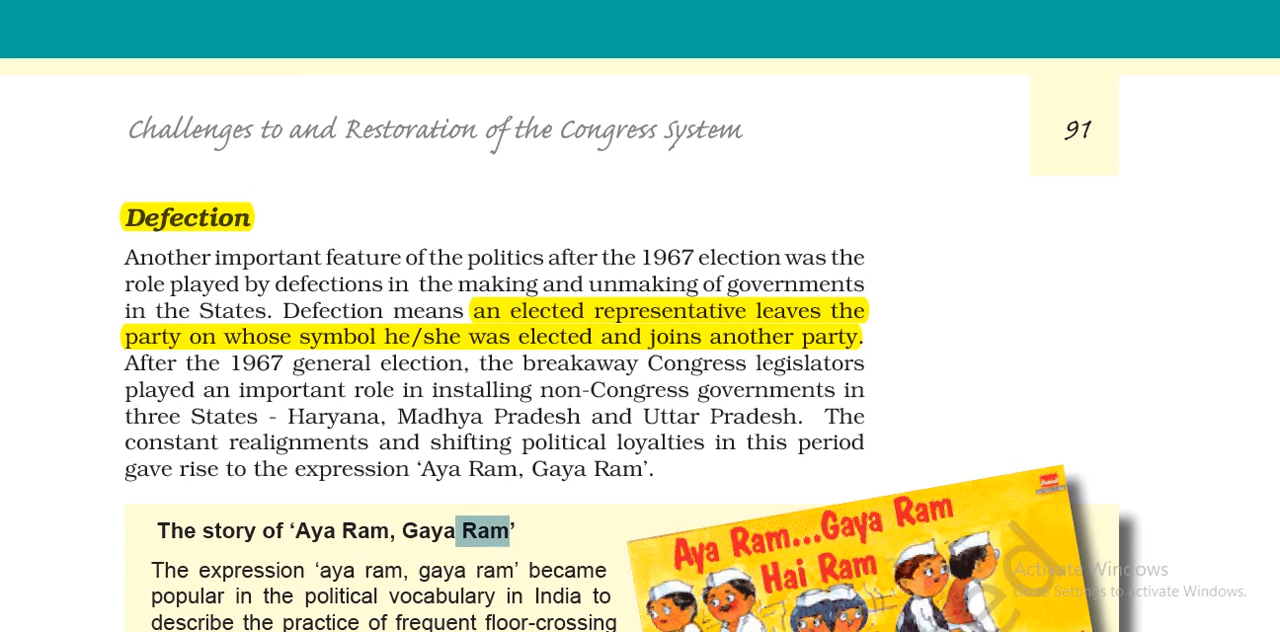 Challenges to and Restoration of the Congress System
91
Defection
Another important feature of the politics after the 1967 election was the
role played by defections in the making and unmaking of governments
in the States. Defection means an elected representative leaves the
party on whose symbol he/she was elected and joins another party.
After the 1967 general election, the breakaway Congress legislators
played an important role in installing non-Congress governments in
three States - Haryana, Madhya Pradesh and Uttar Pradesh. The
constant realignments and shifting political loyalties in this period
gave rise to the expression ‘Aya Ram, Gaya Ram’.
The story of ‘Aya Ram, Gaya Ram’
The expression ‘aya ram, gaya ram’ became
popular in the political vocabulary in India to
describe the practice of frequent floor-crossing
Aya Ram...Gaya Ram
Hai Ram
Activate Windows
Go to Settings to activate Windows.